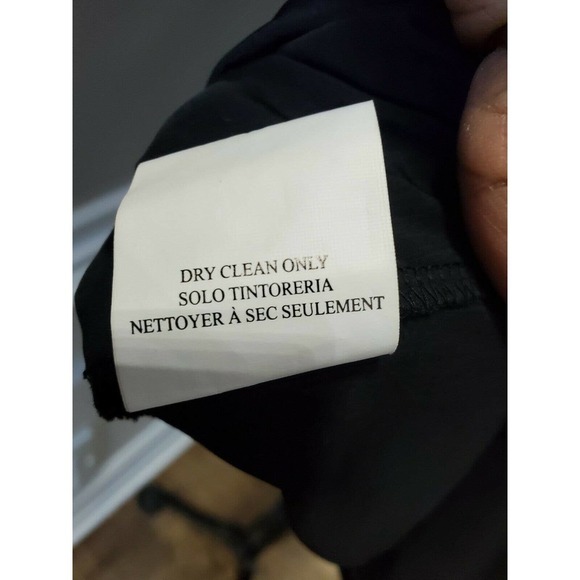 DRY CLEAN ONLY
SOLO TINTORERIA
NETTOYER À SEC SEULEMENT